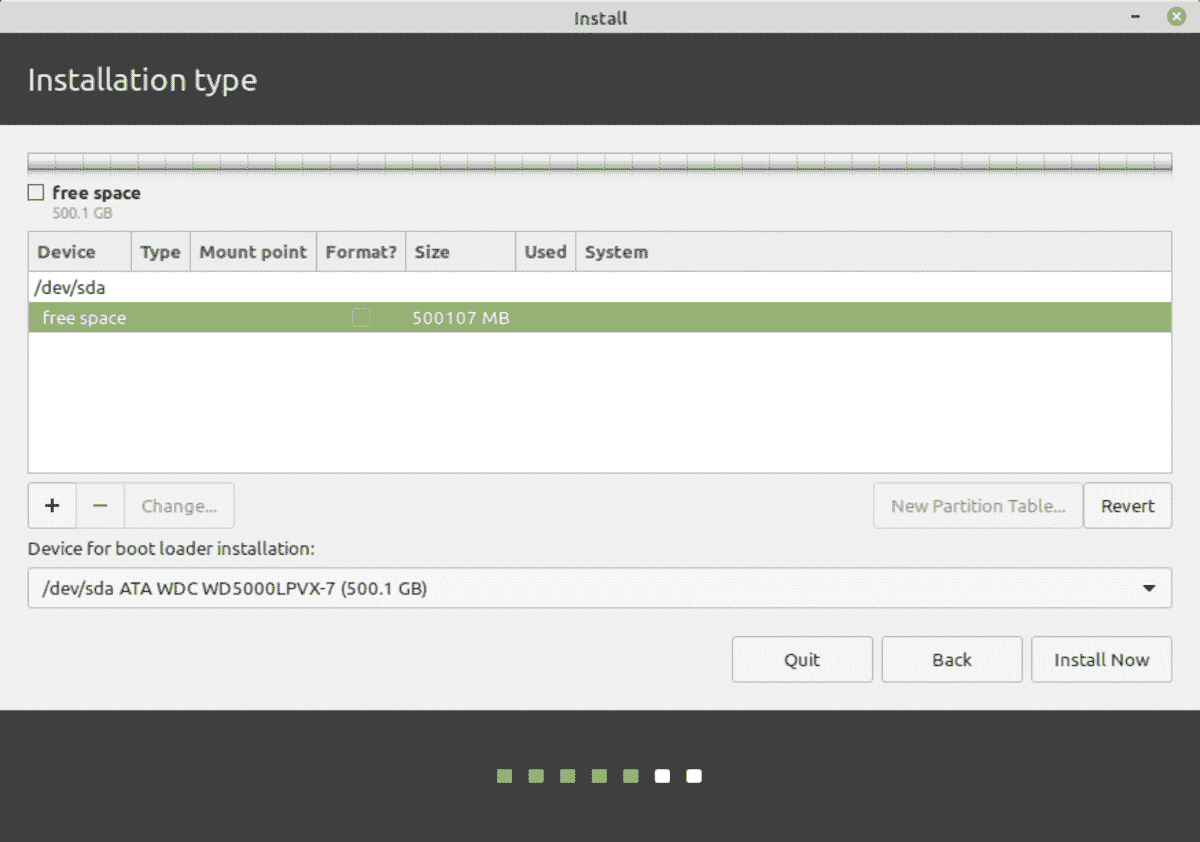 Install
Installation type
free space
500.1 GB
Device Type Mount point Format? Size Used System
/dev/sda
free space 500107 MB
+ − Change... New Partition Table... Revert
Device for boot loader installation:
/dev/sda ATA WDC WD5000LPVX-7 (500.1 GB)
Quit Back Install Now